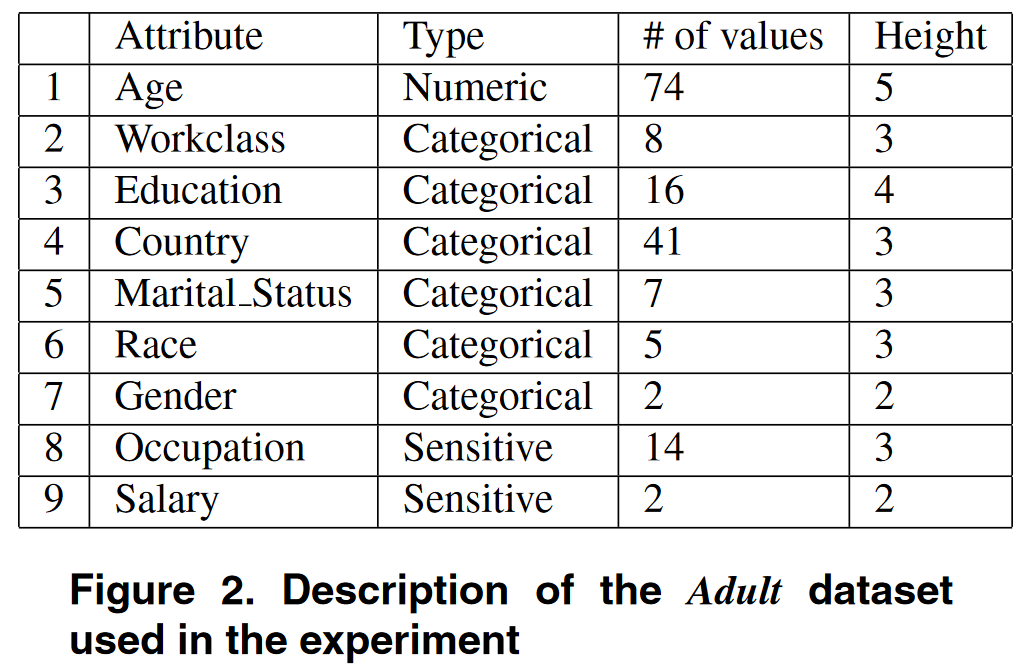 Attribute Type # of values Height
1 Age Numeric 74 5
2 Workclass Categorical 8 3
3 Education Categorical 16 4
4 Country Categorical 41 3
5 Marital_Status Categorical 7 3
6 Race Categorical 5 3
7 Gender Categorical 2 2
8 Occupation Sensitive 14 3
9 Salary Sensitive 2 2
Figure 2. Description of the Adult dataset
used in the experiment